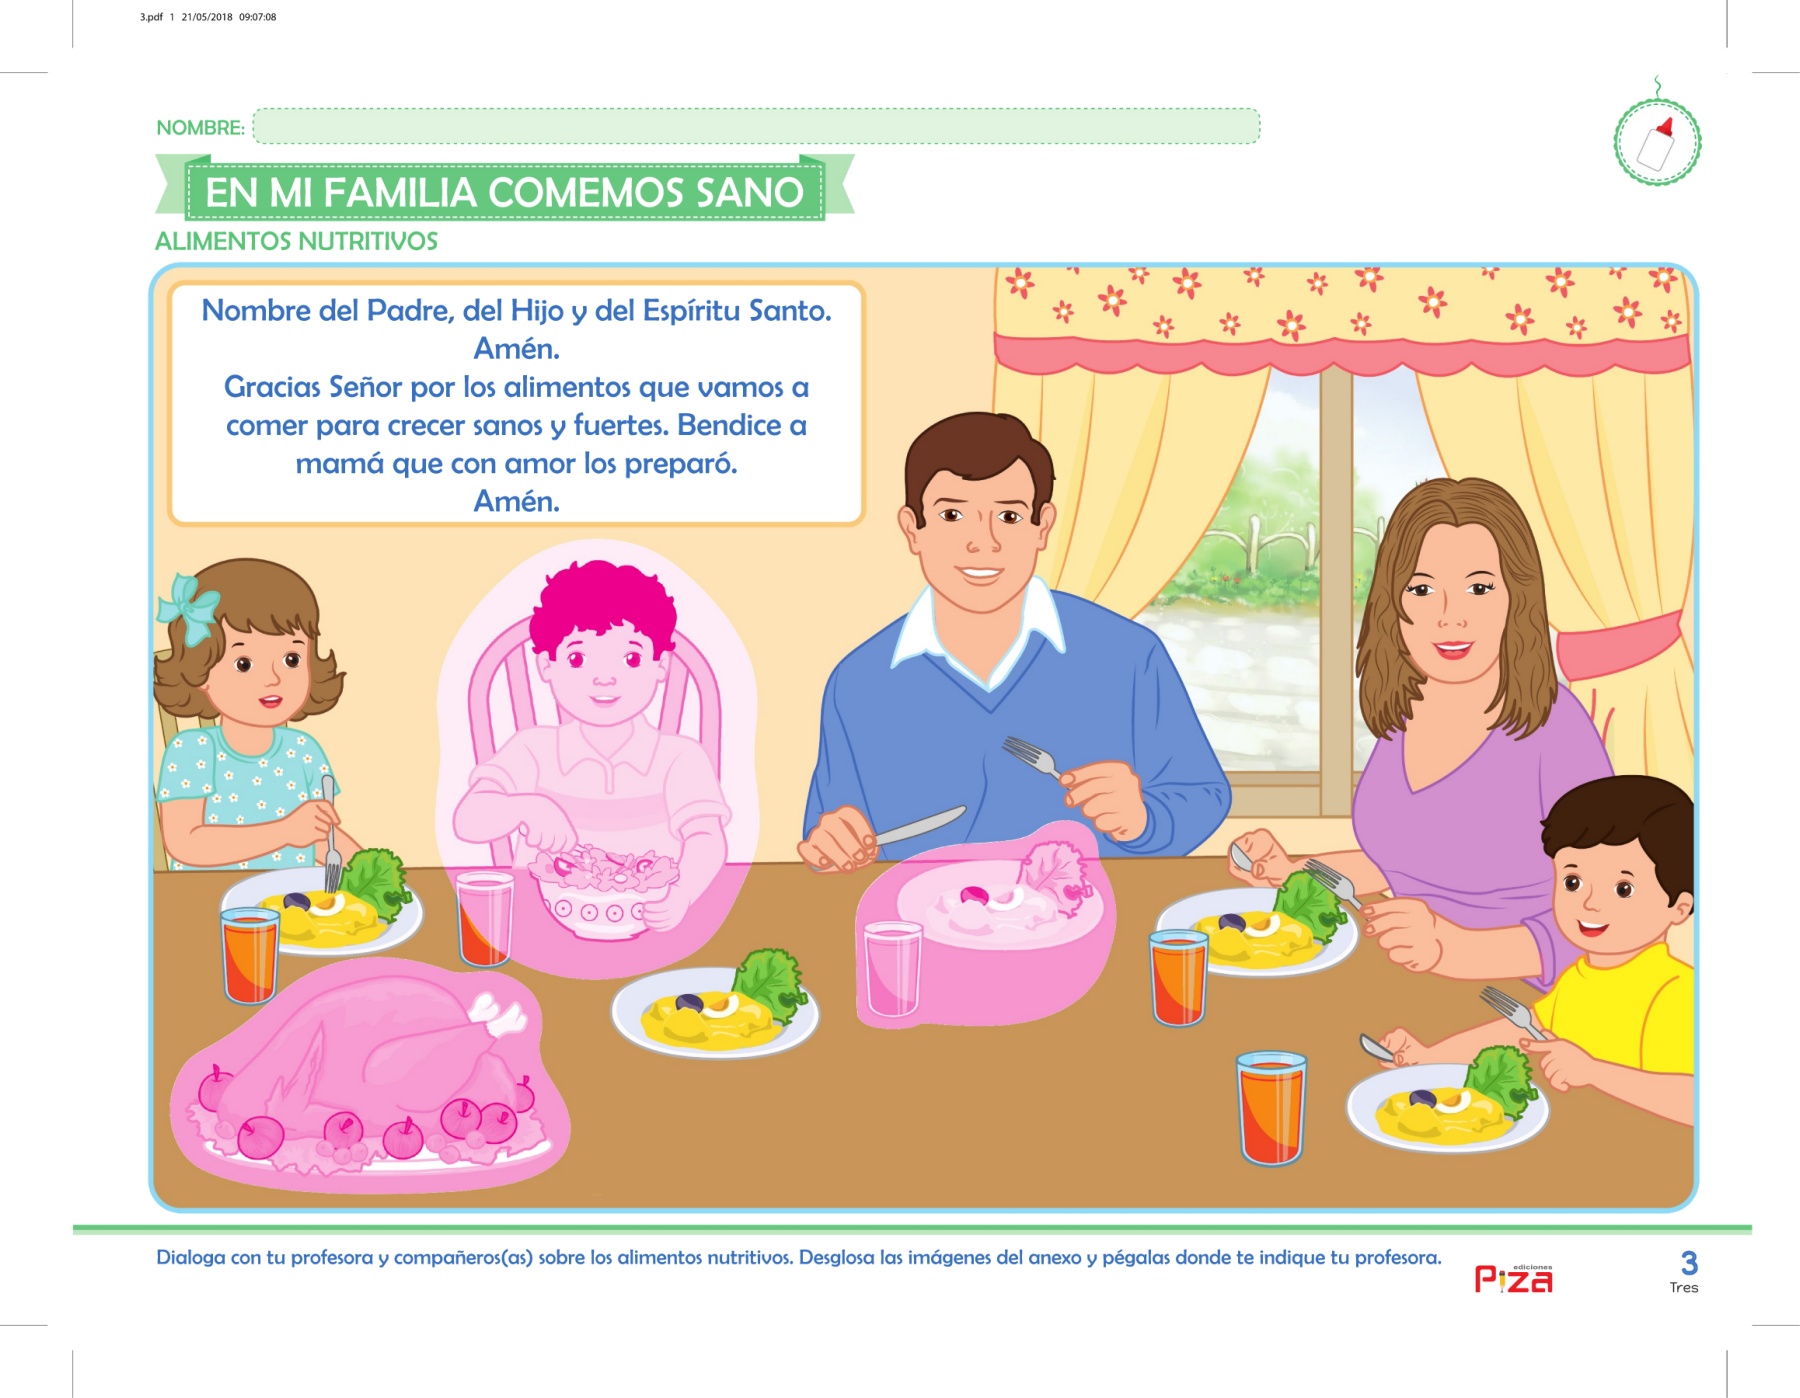 3.pdf 1 21/05/2018 09:07:08
NOMBRE:
EN MI FAMILIA COMEMOS SANO
ALIMENTOS NUTRITIVOS
Nombre del Padre, del Hijo y del Espíritu Santo.
Amén.
Gracias Señor por los alimentos que vamos a
comer para crecer sanos y fuertes. Bendice a
mamá que con amor los preparó.
Amén.
Dialoga con tu profesora y compañeros(as) sobre los alimentos nutritivos. Desglosa las imágenes del anexo y pégalas donde te indique tu profesora.
ediciones
Piza
3
Tres